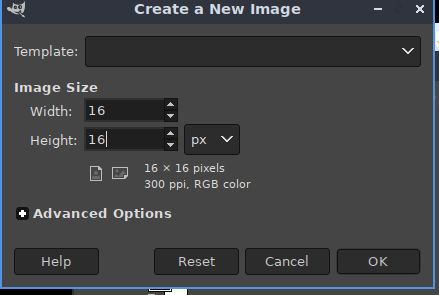 Create a New Image
Template:
Image Size
Width: 16
Height: 16 px
16 × 16 pixels
300 ppi, RGB color
Advanced Options
Help Reset Cancel OK